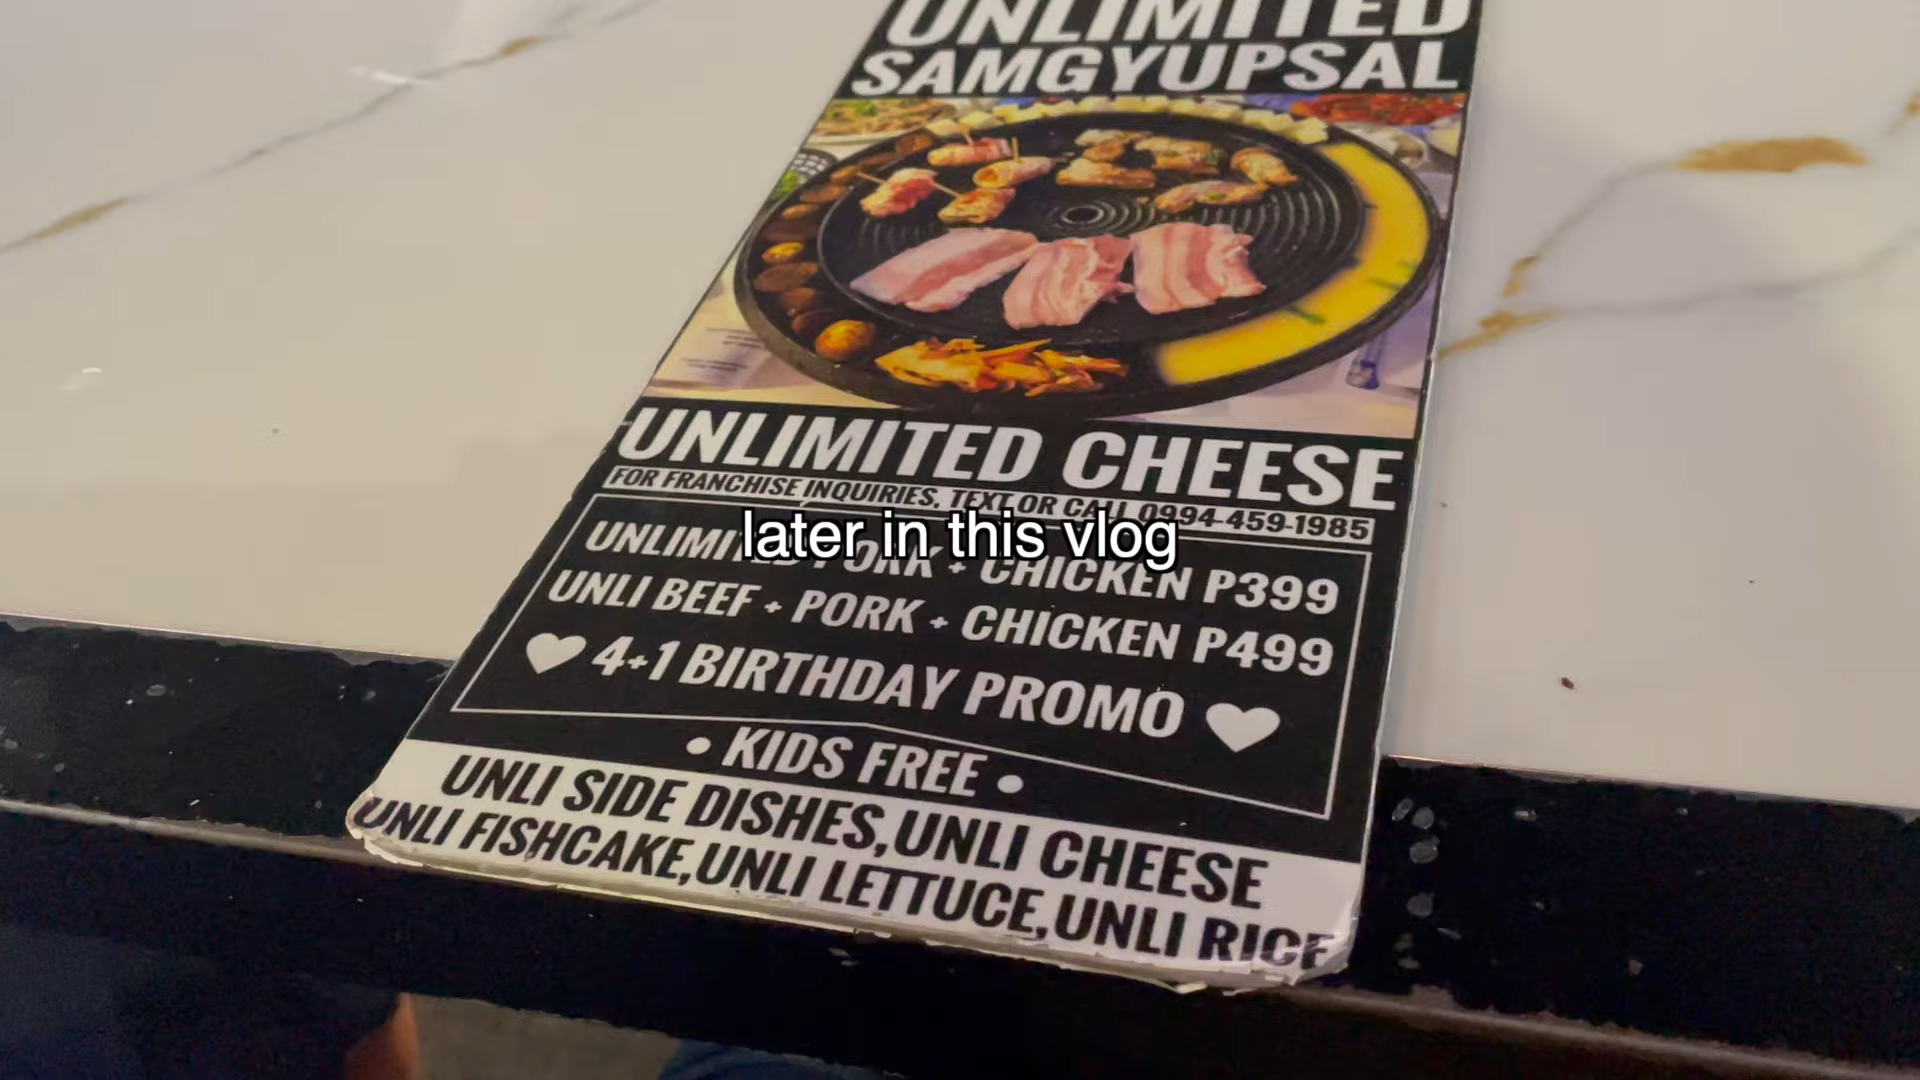 UNLIMITED
SAMGYUPSAL
UNLIMITED CHEESE
FOR FRANCHISE INQUIRIES, TEXT OR CALL 0994-459-1985
later in this vlog
UNLIMITED PORK + CHICKEN P399
UNLI BEEF + PORK + CHICKEN P499
4+1 BIRTHDAY PROMO
• KIDS FREE •
UNLI SIDE DISHES, UNLI CHEESE
UNLI FISHCAKE, UNLI LETTUCE, UNLI RICE